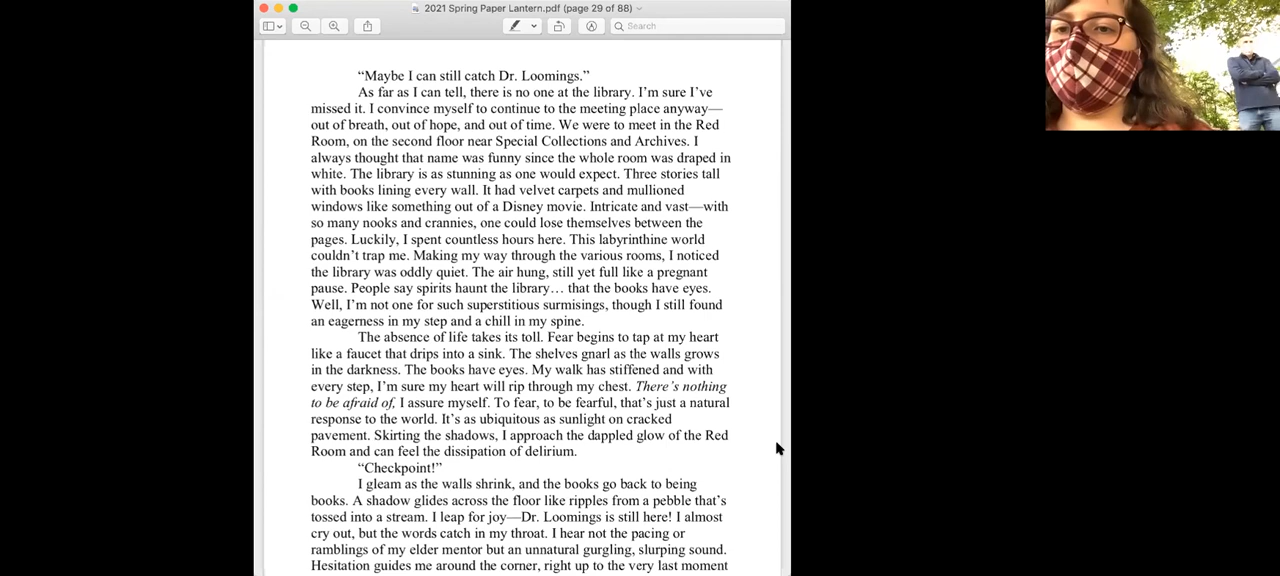 2021 Spring Paper Lantern.pdf (page 29 of 88)
Search
“Maybe I can still catch Dr. Loomings.”
As far as I can tell, there is no one at the library. I’m sure I’ve
missed it. I convince myself to continue to the meeting place anyway—
out of breath, out of hope, and out of time. We were to meet in the Red
Room, on the second floor near Special Collections and Archives. I
always thought that name was funny since the whole room was draped in
white. The library is as stunning as one would expect. Three stories tall
with books lining every wall. It had velvet carpets and mullioned
windows like something out of a Disney movie. Intricate and vast—with
so many nooks and crannies, one could lose themselves between the
pages. Luckily, I spent countless hours here. This labyrinthine world
couldn’t trap me. Making my way through the various rooms, I noticed
the library was oddly quiet. The air hung, still yet full like a pregnant
pause. People say spirits haunt the library… that the books have eyes.
Well, I’m not one for such superstitious surmisings, though I still found
an eagerness in my step and a chill in my spine.
The absence of life takes its toll. Fear begins to tap at my heart
like a faucet that drips into a sink. The shelves gnarl as the walls grows
in the darkness. The books have eyes. My walk has stiffened and with
every step, I’m sure my heart will rip through my chest. There’s nothing
to be afraid of, I assure myself. To fear, to be fearful, that’s just a natural
response to the world. It’s as ubiquitous as sunlight on cracked
pavement. Skirting the shadows, I approach the dappled glow of the Red
Room and can feel the dissipation of delirium.
“Checkpoint!”
I gleam as the walls shrink, and the books go back to being
books. A shadow glides across the floor like ripples from a pebble that’s
tossed into a stream. I leap for joy—Dr. Loomings is still here! I almost
cry out, but the words catch in my throat. I hear not the pacing or
ramblings of my elder mentor but an unnatural gurgling, slurping sound.
Hesitation guides me around the corner, right up to the very last moment